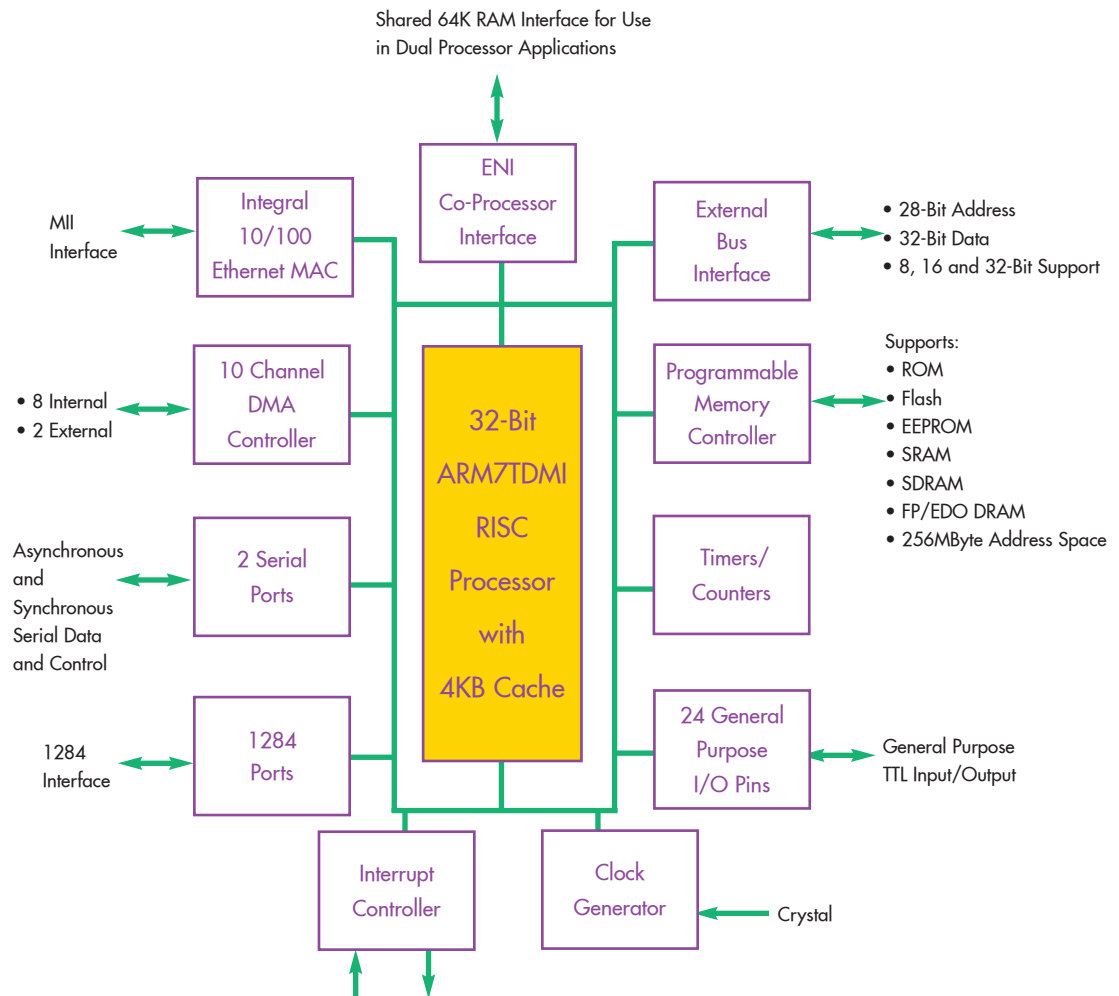 Shared 64K RAM Interface for Use
in Dual Processor Applications
ENI
Co-Processor
Interface
Integral
10/100
Ethernet MAC
MII
Interface
External
Bus
Interface
• 28-Bit Address
• 32-Bit Data
• 8, 16 and 32-Bit Support
10 Channel
DMA
Controller
• 8 Internal
• 2 External
32-Bit
ARM7TDMI
RISC
Processor
with
4KB Cache
Programmable
Memory
Controller
Supports:
• ROM
• Flash
• EEPROM
• SRAM
• SDRAM
• FP/EDO DRAM
• 256MByte Address Space
Asynchronous
and
Synchronous
Serial Data
and Control
2 Serial
Ports
Timers/
Counters
1284
Interface
1284
Ports
24 General
Purpose
I/O Pins
General Purpose
TTL Input/Output
Interrupt
Controller
Clock
Generator
Crystal